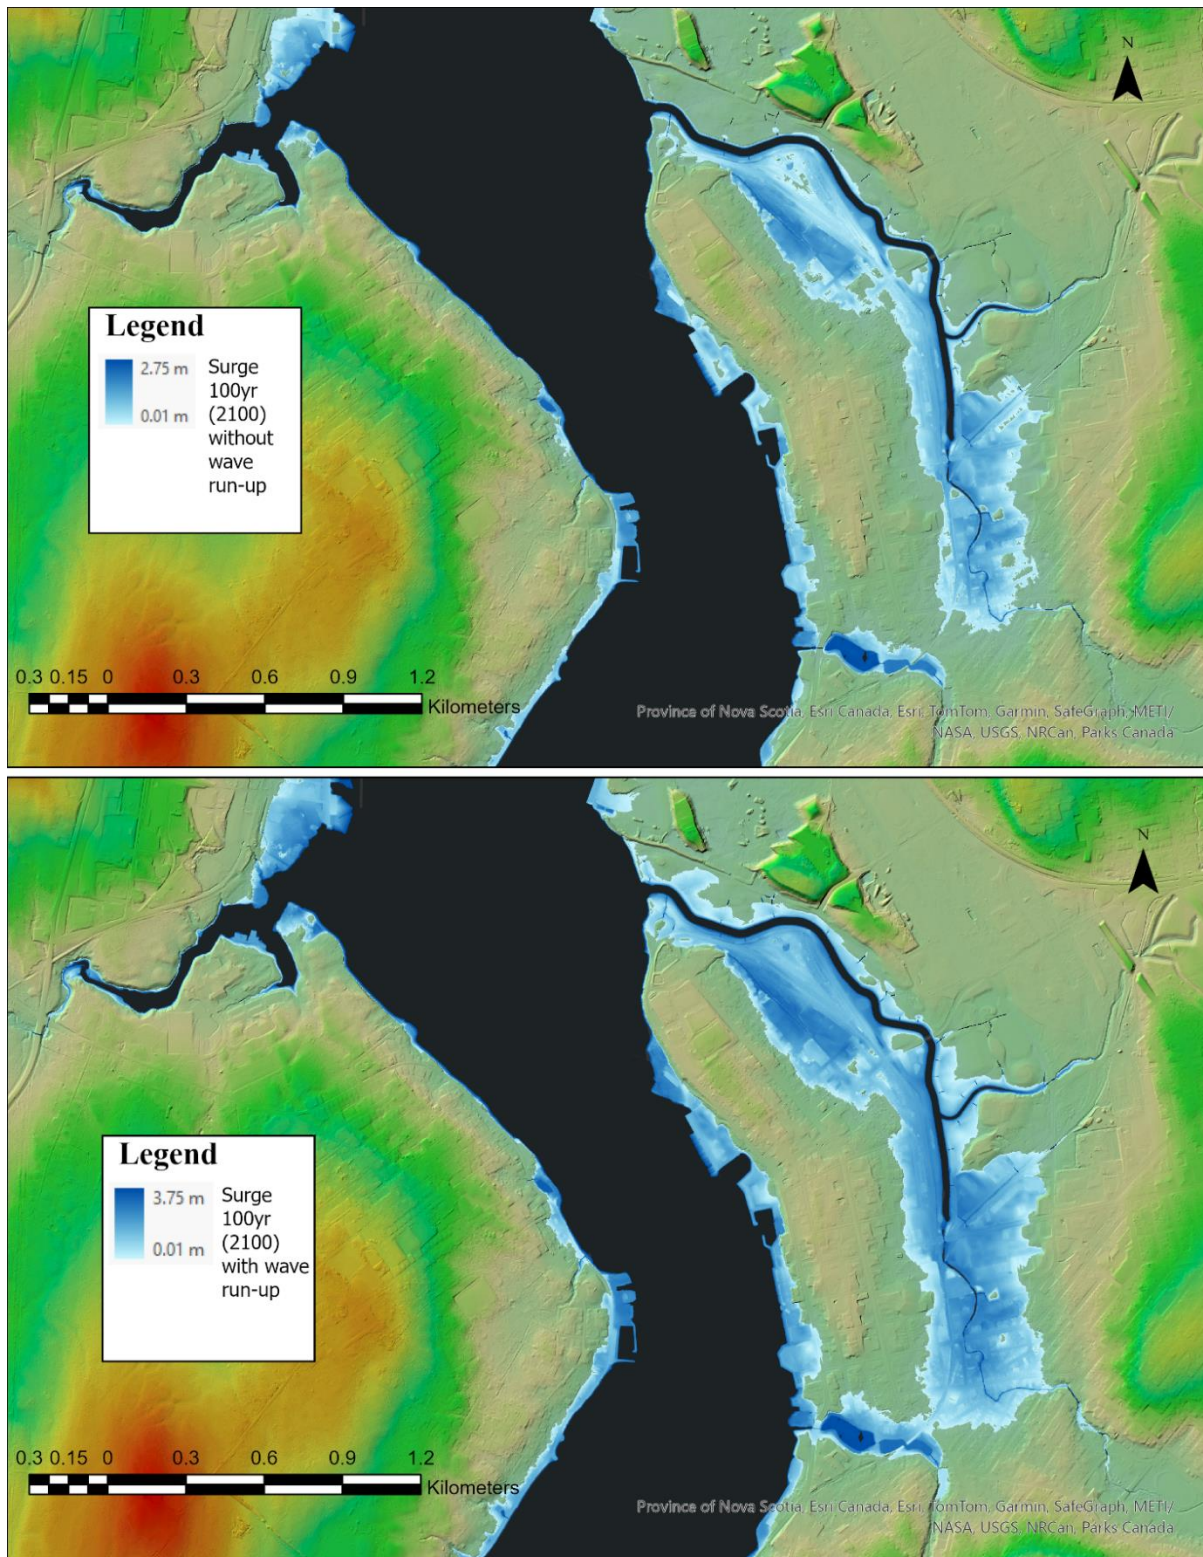 N
Legend
2.75 m
0.01 m
Surge
100yr
(2100)
without
wave
run-up
0.3 0.15 0 0.3 0.6 0.9 1.2
Kilometers
Province of Nova Scotia, Esri Canada, Esri, TomTom, Garmin, SafeGraph, METI/
NASA, USGS, NRCan, Parks Canada
N
Legend
3.75 m
0.01 m
Surge
100yr
(2100)
with wave
run-up
0.3 0.15 0 0.3 0.6 0.9 1.2
Kilometers
Province of Nova Scotia, Esri Canada, Esri, TomTom, Garmin, SafeGraph, METI/
NASA, USGS, NRCan, Parks Canada